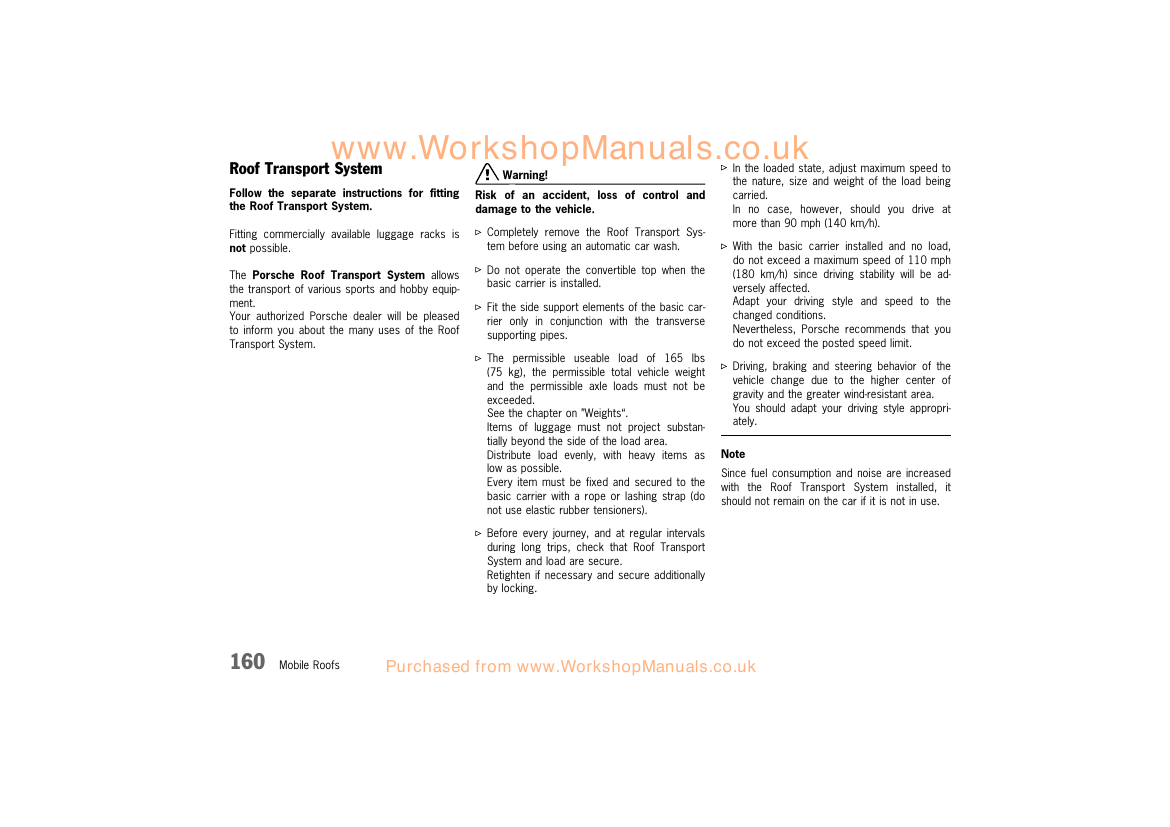 www.WorkshopManuals.co.uk
Roof Transport System
Follow the separate instructions for fitting
the Roof Transport System.
Fitting commercially available luggage racks is
not possible.
The Porsche Roof Transport System allows
the transport of various sports and hobby equip-
ment.
Your authorized Porsche dealer will be pleased
to inform you about the many uses of the Roof
Transport System.
Warning!
Risk of an accident, loss of control and
damage to the vehicle.
▷ Completely remove the Roof Transport Sys-
tem before using an automatic car wash.
▷ Do not operate the convertible top when the
basic carrier is installed.
▷ Fit the side support elements of the basic car-
rier only in conjunction with the transverse
supporting pipes.
▷ The permissible useable load of 165 lbs
(75 kg), the permissible total vehicle weight
and the permissible axle loads must not be
exceeded.
See the chapter on ”Weights“.
Items of luggage must not project substan-
tially beyond the side of the load area.
Distribute load evenly, with heavy items as
low as possible.
Every item must be fixed and secured to the
basic carrier with a rope or lashing strap (do
not use elastic rubber tensioners).
▷ Before every journey, and at regular intervals
during long trips, check that Roof Transport
System and load are secure.
Retighten if necessary and secure additionally
by locking.
▷ In the loaded state, adjust maximum speed to
the nature, size and weight of the load being
carried.
In no case, however, should you drive at
more than 90 mph (140 km/h).
▷ With the basic carrier installed and no load,
do not exceed a maximum speed of 110 mph
(180 km/h) since driving stability will be ad-
versely affected.
Adapt your driving style and speed to the
changed conditions.
Nevertheless, Porsche recommends that you
do not exceed the posted speed limit.
▷ Driving, braking and steering behavior of the
vehicle change due to the higher center of
gravity and the greater wind-resistant area.
You should adapt your driving style appropri-
ately.
Note
Since fuel consumption and noise are increased
with the Roof Transport System installed, it
should not remain on the car if it is not in use.
160 Mobile Roofs
Purchased from www.WorkshopManuals.co.uk